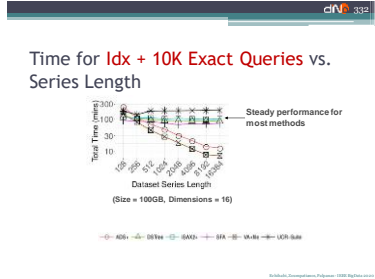 diNo 332
Time for Idx + 10K Exact Queries vs.
Series Length
Total Time (mins)
300
100
30
10
Steady performance for
most methods
128
256
512
1024
2048
4096
8192
16384
Dataset Series Length
(Size = 100GB, Dimensions = 16)
ADS+ DSTree iSAX2+ SFA VA+file UCR-Suite